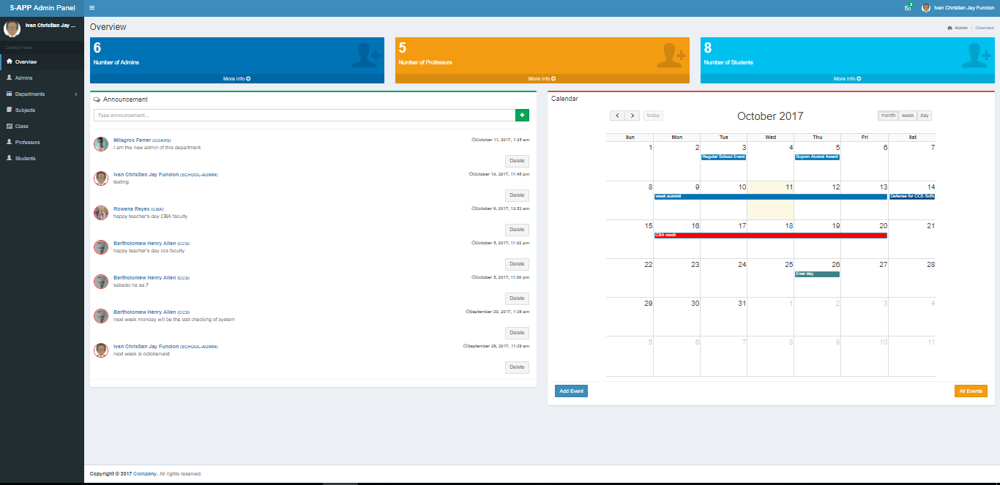 S-APP Admin Panel
2
Ivan Christian Jay Funcion
Ivan Christian Jay ...
Control Panel
Overview
Admins
Departments
Subjects
Class
Professors
Students
Overview
Admin > Overview
6
Number of Admins
More info
5
Number of Professors
More info
8
Number of Students
More info
Announcement
Type announcement...
Milagros Ferrer (COARS)
October 11, 2017, 1:25 am
I am the new admin of this department
Delete
Ivan Christian Jay Funcion (SCHOOL-ADMIN)
October 10, 2017, 11:45 pm
testing
Delete
Rowena Reyes (CBA)
October 6, 2017, 12:53 am
happy teacher's day CBA faculty
Delete
Bartholomew Henry Allen (CCS)
October 5, 2017, 11:02 pm
happy teacher's day ccs faculty
Delete
Bartholomew Henry Allen (CCS)
October 5, 2017, 11:00 pm
sabado na sa 7
Delete
Bartholomew Henry Allen (CCS)
September 29, 2017, 1:36 am
next week monday will be the last checking of system
Delete
Ivan Christian Jay Funcion (SCHOOL-ADMIN)
September 28, 2017, 11:28 am
next week is octobervest
Delete
Calendar
today
October 2017
month week day
Sun Mon Tue Wed Thu Fri Sat
1 2 3 4 5 6 7
Regular School Event Suyom Alumni Award
8 9 10 11 12 13 14
week summit Defense for CCS Softw
15 16 17 18 19 20 21
CBA week
22 23 24 25 26 27 28
Ever day
29 30 31 1 2 3 4
5 6 7 8 9 10 11
Add Event
All Events
Copyright © 2017 Company. All rights reserved.